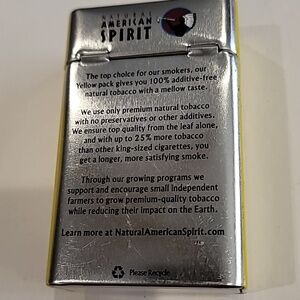 NATURAL
AMERICAN
SPIRIT
The top choice for our smokers, our
Yellow pack gives you 100% additive-free
natural tobacco with a mellow taste.
We use only premium natural tobacco
with no preservatives or other additives.
We ensure top quality from the leaf alone,
and with up to 25% more tobacco
than other king-sized cigarettes, you
get a longer, more satisfying smoke.
Through our growing programs we
support and encourage small independent
farmers to grow premium-quality tobacco
while reducing their impact on the Earth.
Learn more at NaturalAmericanSpirit.com
Please Recycle